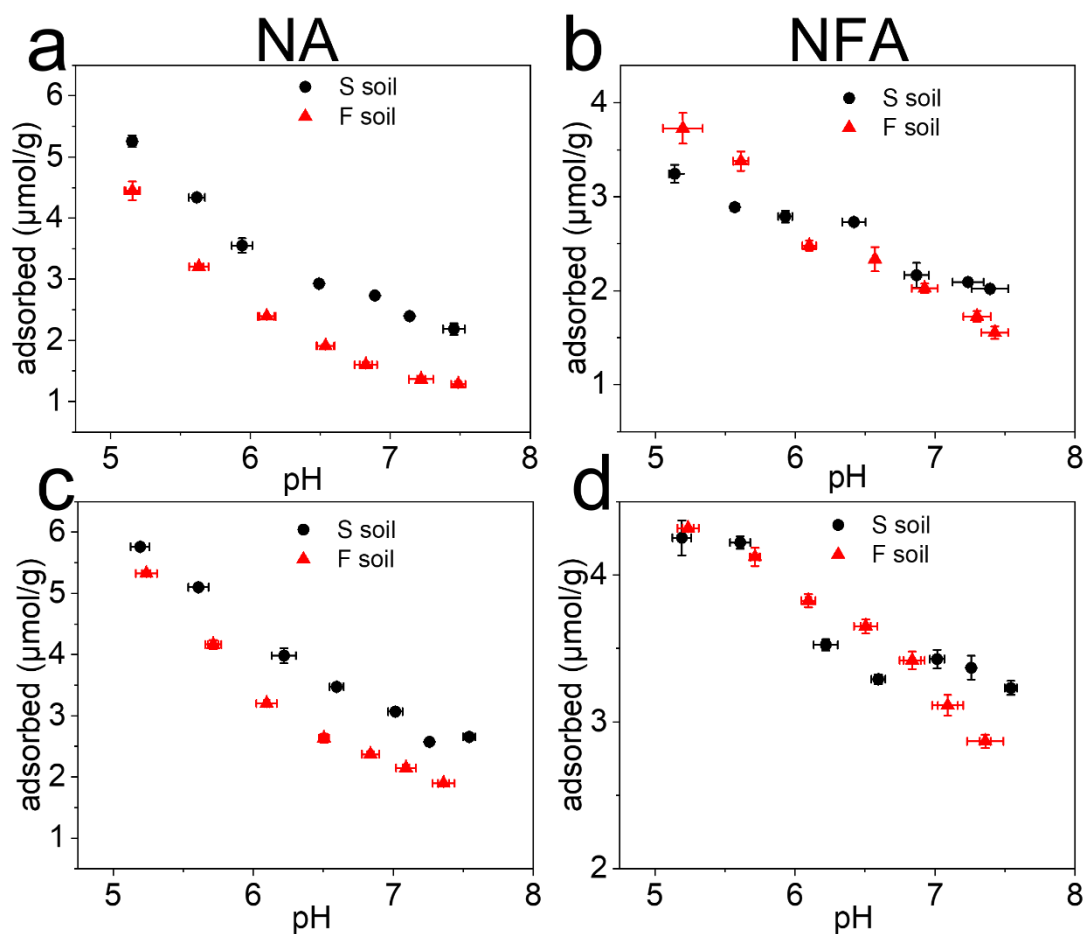 a NA
S soil
F soil
adsorbed (μmol/g)
6
5
4
3
2
1
5 6 7 8
pH
b NFA
S soil
F soil
adsorbed (μmol/g)
4
3
2
1
5 6 7 8
pH
c
S soil
F soil
adsorbed (μmol/g)
6
5
4
3
2
1
5 6 7 8
pH
d
S soil
F soil
adsorbed (μmol/g)
4
3
2
5 6 7 8
pH